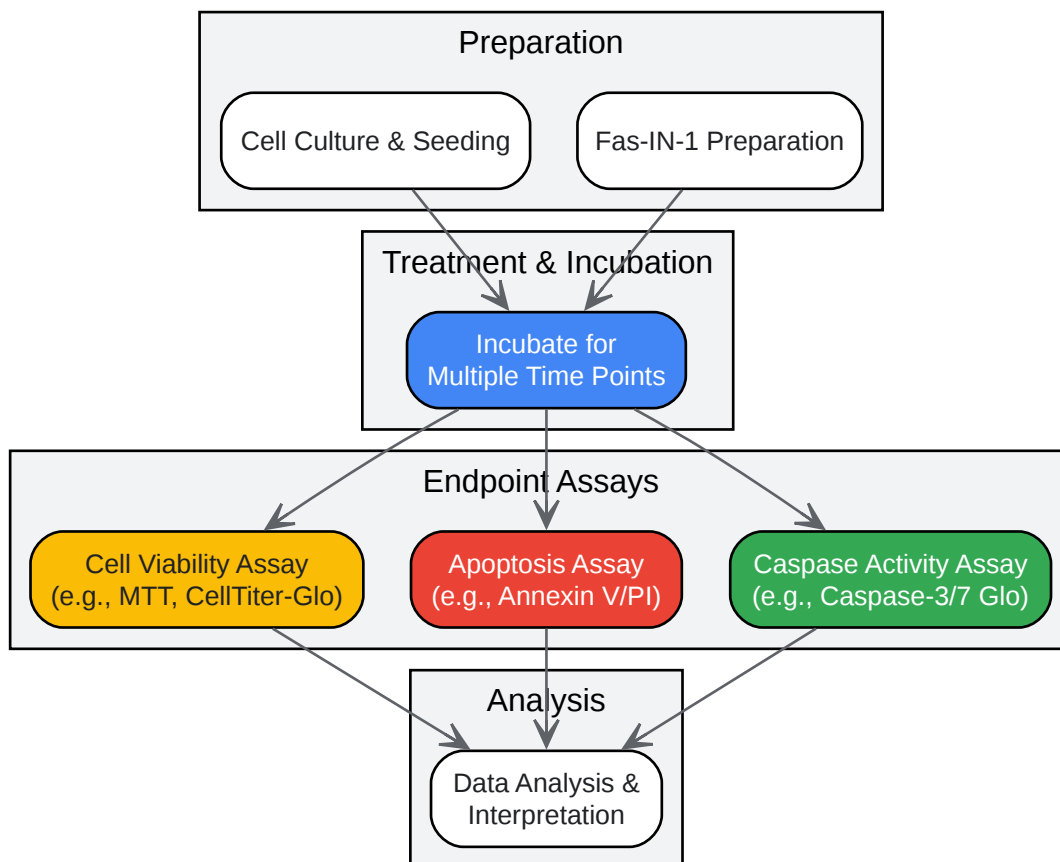 Preparation
Cell Culture & Seeding
Fas-IN-1 Preparation
Treatment & Incubation
Incubate for
Multiple Time Points
Endpoint Assays
Cell Viability Assay
(e.g., MTT, CellTiter-Glo)
Apoptosis Assay
(e.g., Annexin V/PI)
Caspase Activity Assay
(e.g., Caspase-3/7 Glo)
Analysis
Data Analysis &
Interpretation